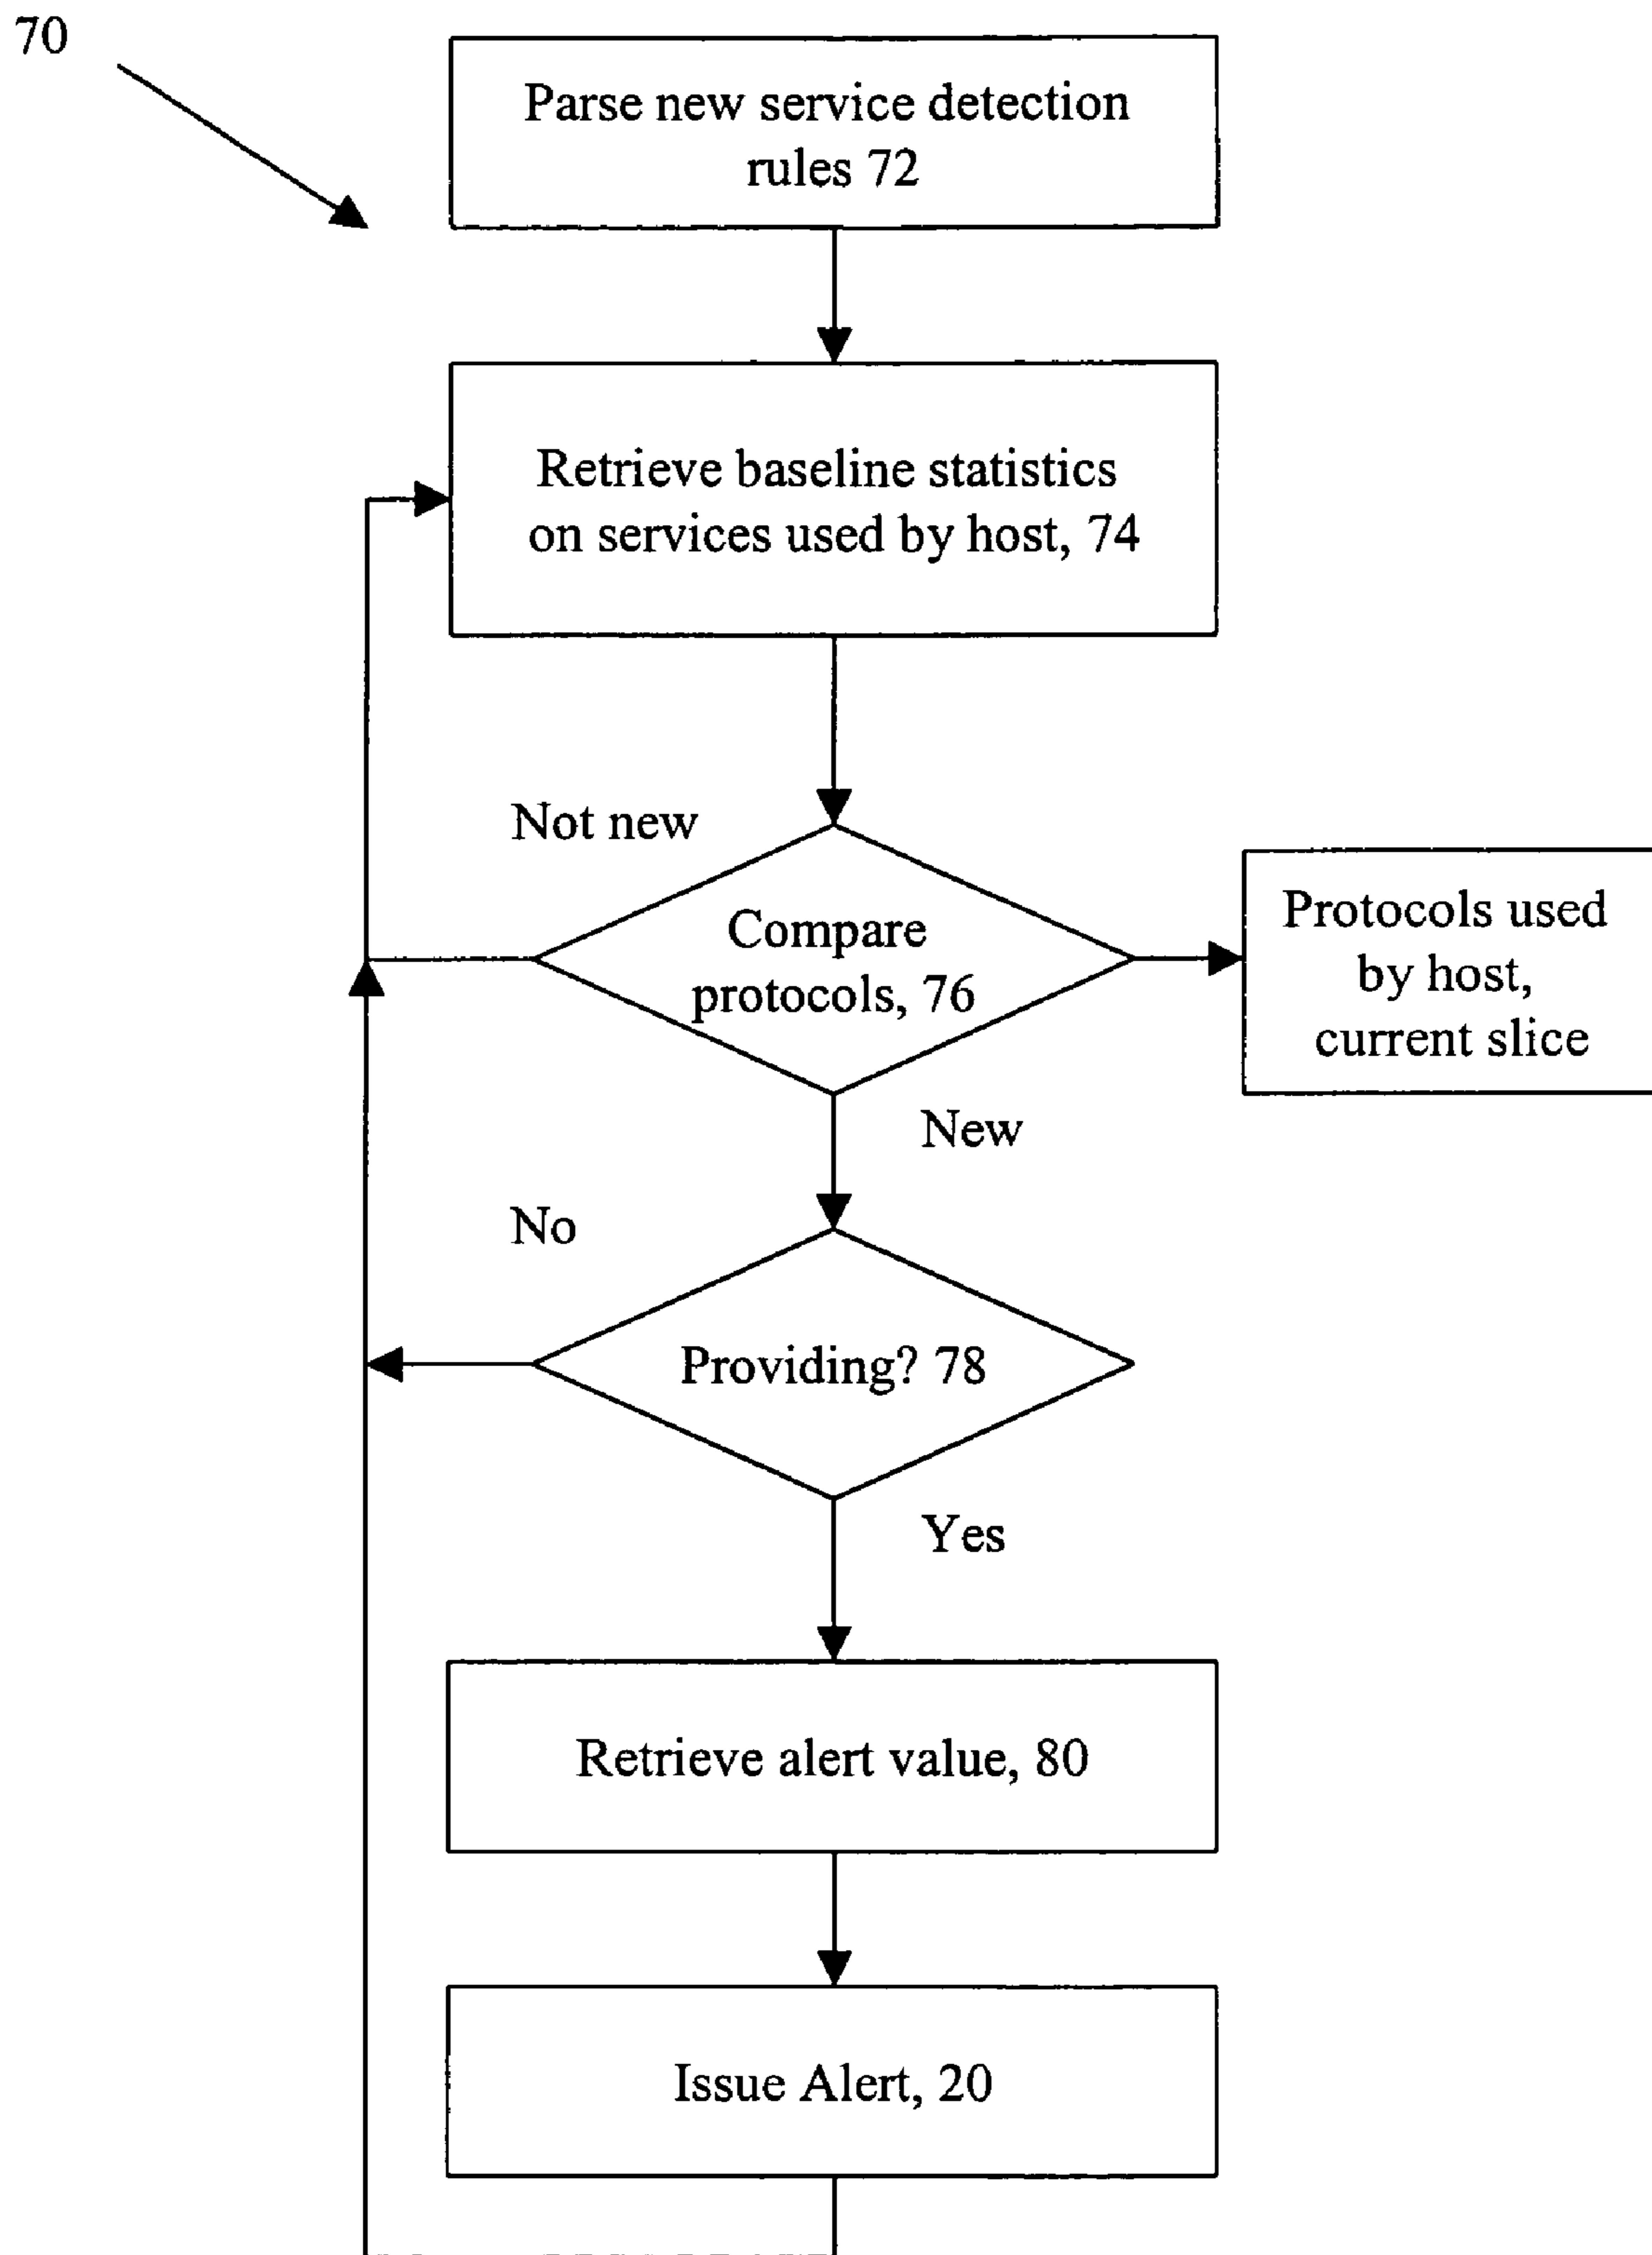 70
Parse new service detection
rules 72
Retrieve baseline statistics
on services used by host, 74
Not new
Compare
protocols, 76
Protocols used
by host,
current slice
New
No
Providing? 78
Yes
Retrieve alert value, 80
Issue Alert, 20